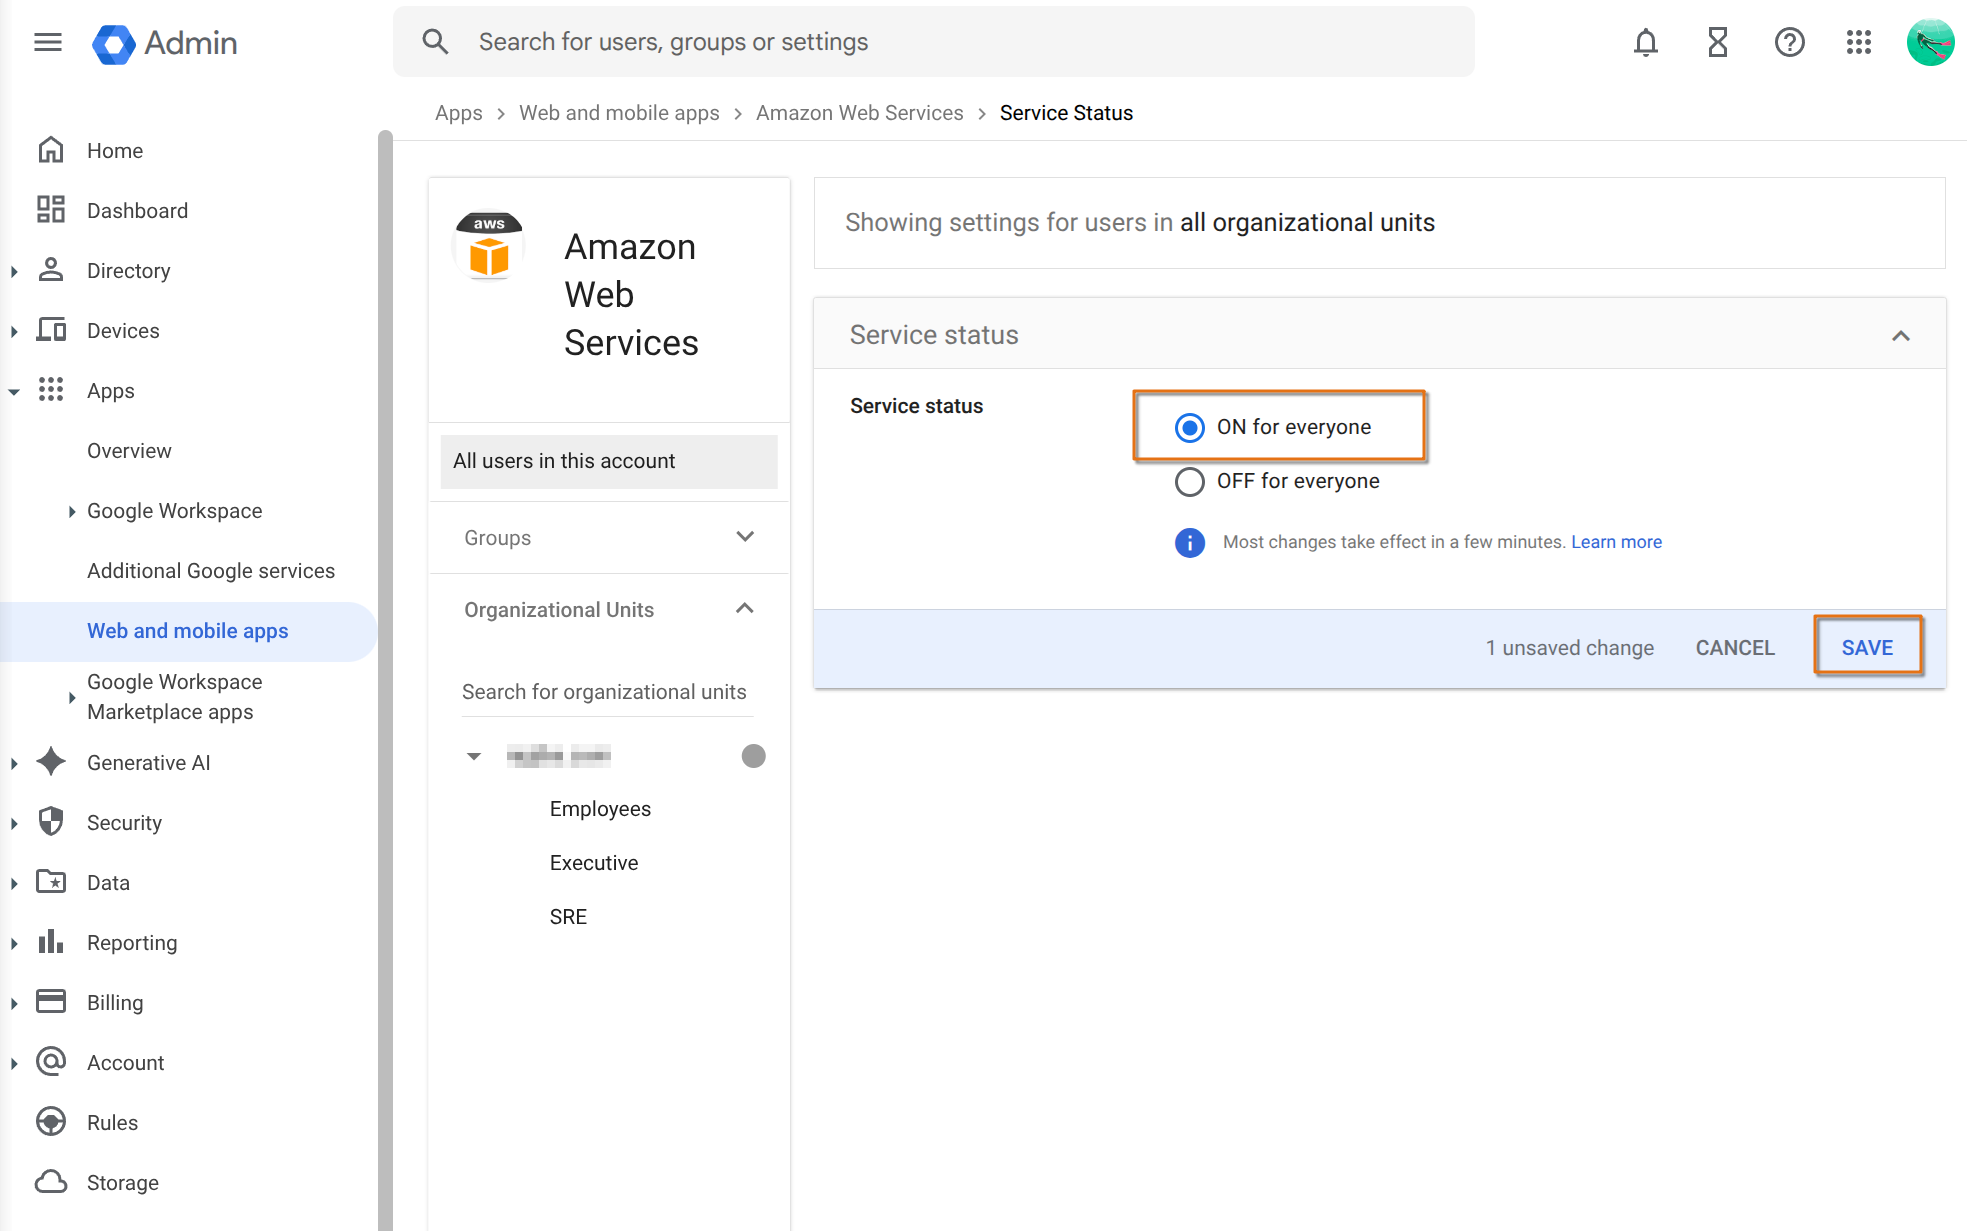 Admin
Search for users, groups or settings
Apps > Web and mobile apps > Amazon Web Services > Service Status
Home
Dashboard
Directory
Devices
Apps
Overview
Google Workspace
Additional Google services
Web and mobile apps
Google Workspace
Marketplace apps
Generative AI
Security
Data
Reporting
Billing
Account
Rules
Storage
aws
Amazon
Web
Services
All users in this account
Groups
Organizational Units
Search for organizational units
Employees
Executive
SRE
Showing settings for users in all organizational units
Service status
Service status
ON for everyone
OFF for everyone
Most changes take effect in a few minutes. Learn more
1 unsaved change CANCEL SAVE